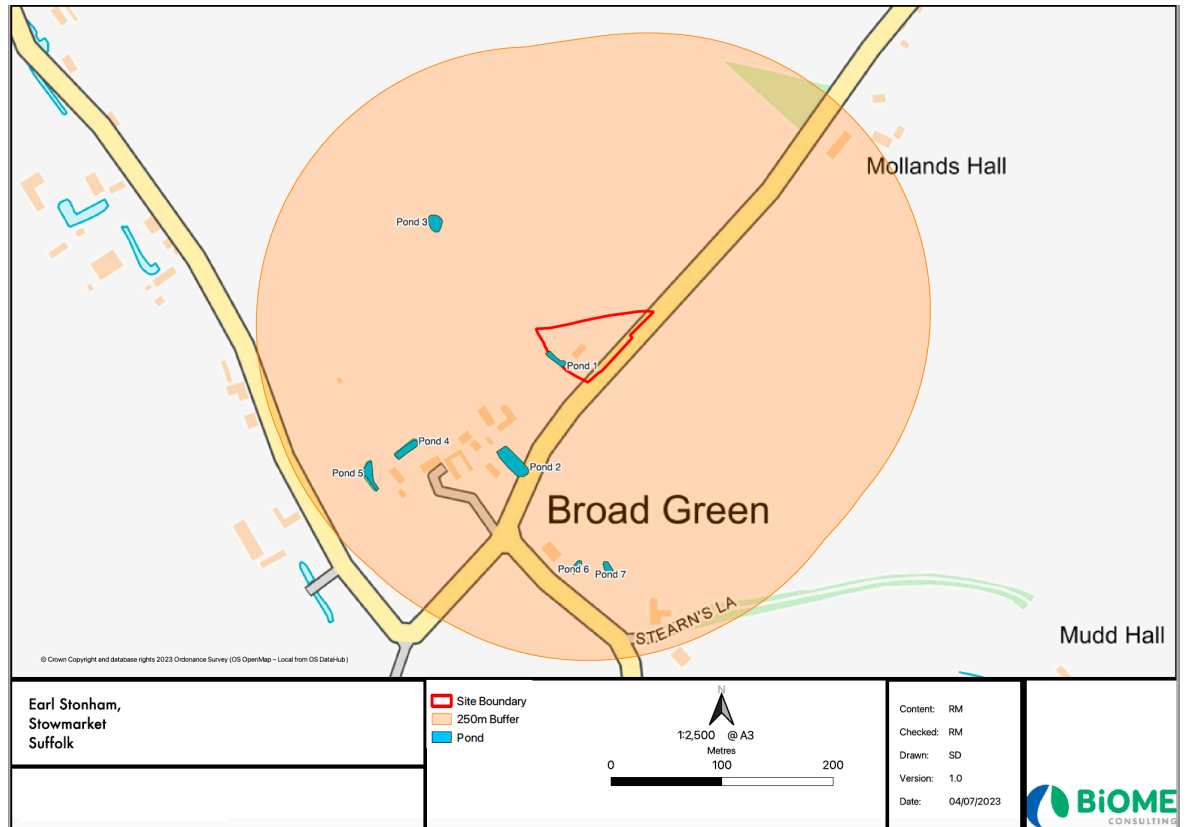 Mollands Hall
Pond 3
Pond 1
Pond 4
Pond 5
Pond 2
Broad Green
Pond 6
Pond 7
STEARN'S LA
Mudd Hall
© Crown Copyright and database rights 2023 Ordonance Survey (OS OpenMap – Local from OS DataHub)
Earl Stonham,
Stowmarket
Suffolk
Site Boundary
250m Buffer
Pond
N
1:2,500 @ A3
Metres
0 100 200
Content: RM
Checked: RM
Drawn: SD
Version: 1.0
Date: 04/07/2023
BiOME
CONSULTING